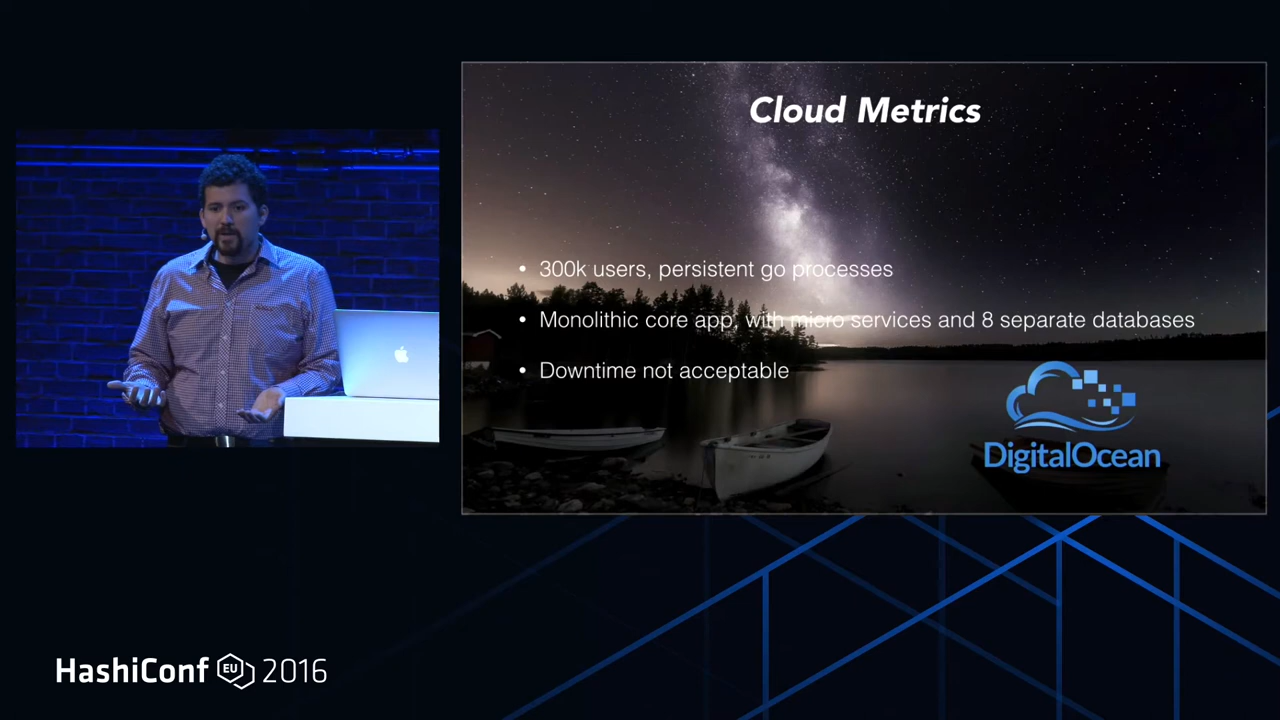 Cloud Metrics
• 300k users, persistent go processes
• Monolithic core app, with micro services and 8 separate databases
• Downtime not acceptable
DigitalOcean
HashiConf EU 2016